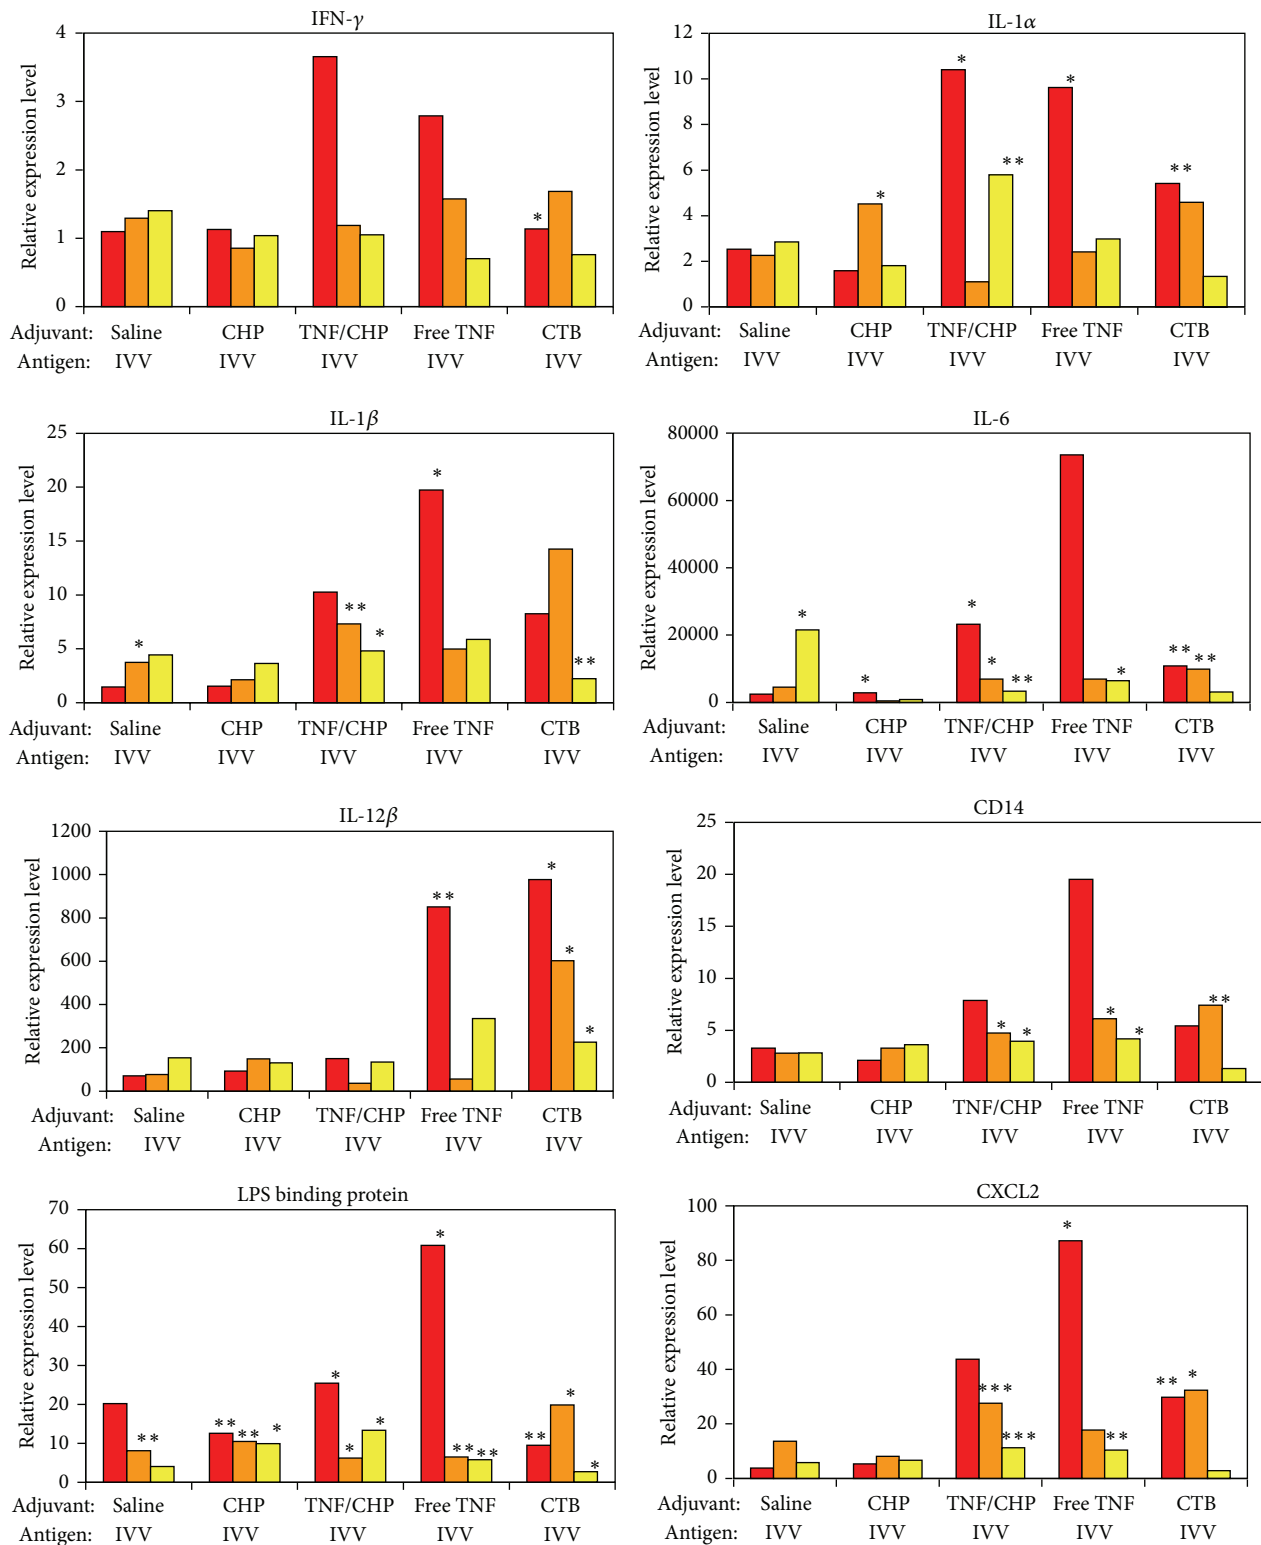 IFN-γ
Relative expression level
4
3
2
1
0
*
Adjuvant: Saline CHP TNF/CHP Free TNF CTB
Antigen: IVV IVV IVV IVV IVV
IL-1α
Relative expression level
12
10
8
6
4
2
0
* * ** * **
Adjuvant: Saline CHP TNF/CHP Free TNF CTB
Antigen: IVV IVV IVV IVV IVV
IL-1β
Relative expression level
25
20
15
10
5
0
* ** * * **
Adjuvant: Saline CHP TNF/CHP Free TNF CTB
Antigen: IVV IVV IVV IVV IVV
IL-6
Relative expression level
80000
60000
40000
20000
0
* * * * ** * ** **
Adjuvant: Saline CHP TNF/CHP Free TNF CTB
Antigen: IVV IVV IVV IVV IVV
IL-12β
Relative expression level
1200
1000
800
600
400
200
0
** * * *
Adjuvant: Saline CHP TNF/CHP Free TNF CTB
Antigen: IVV IVV IVV IVV IVV
CD14
Relative expression level
25
20
15
10
5
0
* * * * **
Adjuvant: Saline CHP TNF/CHP Free TNF CTB
Antigen: IVV IVV IVV IVV IVV
LPS binding protein
Relative expression level
70
60
50
40
30
20
10
0
** ** ** * * * * * ** ** ** * *
Adjuvant: Saline CHP TNF/CHP Free TNF CTB
Antigen: IVV IVV IVV IVV IVV
CXCL2
Relative expression level
100
80
60
40
20
0
*** *** * ** ** *
Adjuvant: Saline CHP TNF/CHP Free TNF CTB
Antigen: IVV IVV IVV IVV IVV